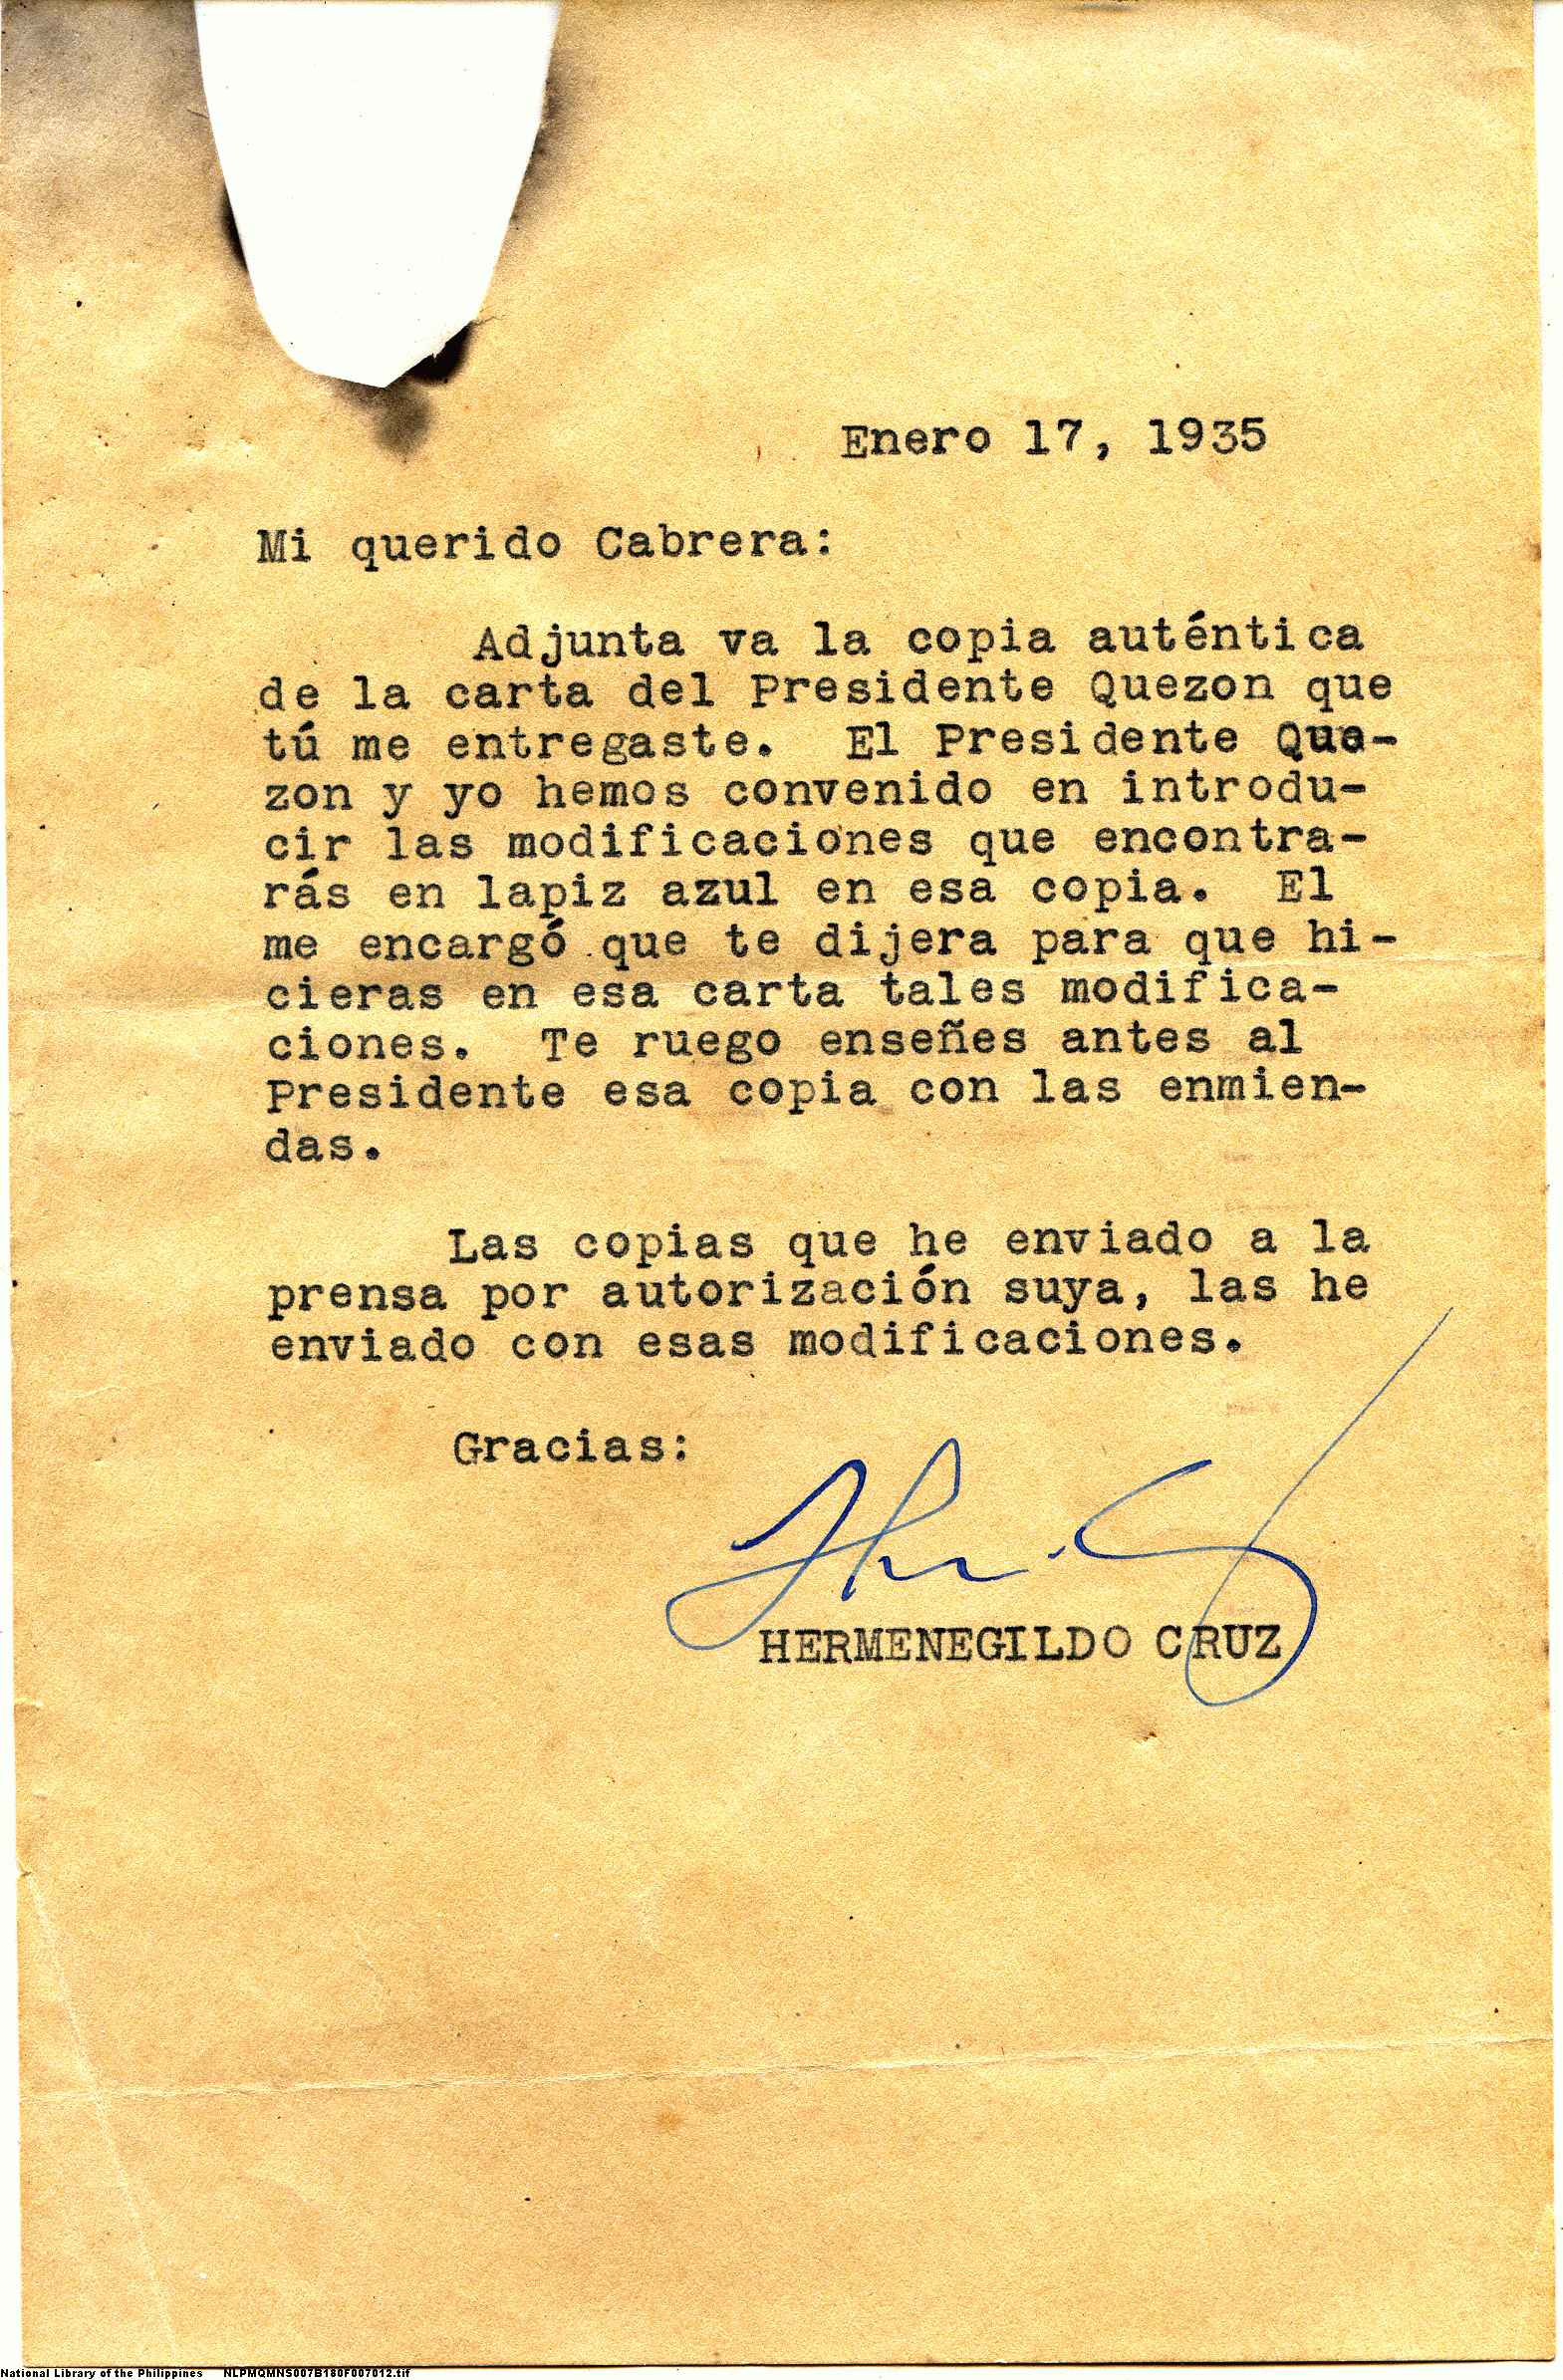 Enero 17, 1935
Mi querido Cabrera:
Adjunta va la copia auténtica
de la carta del Presidente Quezon que
tú me entregaste. El Presidente Que-
zon y yo hemos convenido en introdu-
cir las modificaciones que encontra-
rás en lapiz azul en esa copia. El
me encargó que te dijera para que hi-
cieras en esa carta tales modifica-
ciones. Te ruego enseñes antes al
Presidente esa copia con las enmien-
das.
Las copias que he enviado a la
prensa por autorización suya, las he
enviado con esas modificaciones.
Gracias:
HERMENEGILDO CRUZ
National Library of the Philippines NLPMQMNS007B180F007012.tif